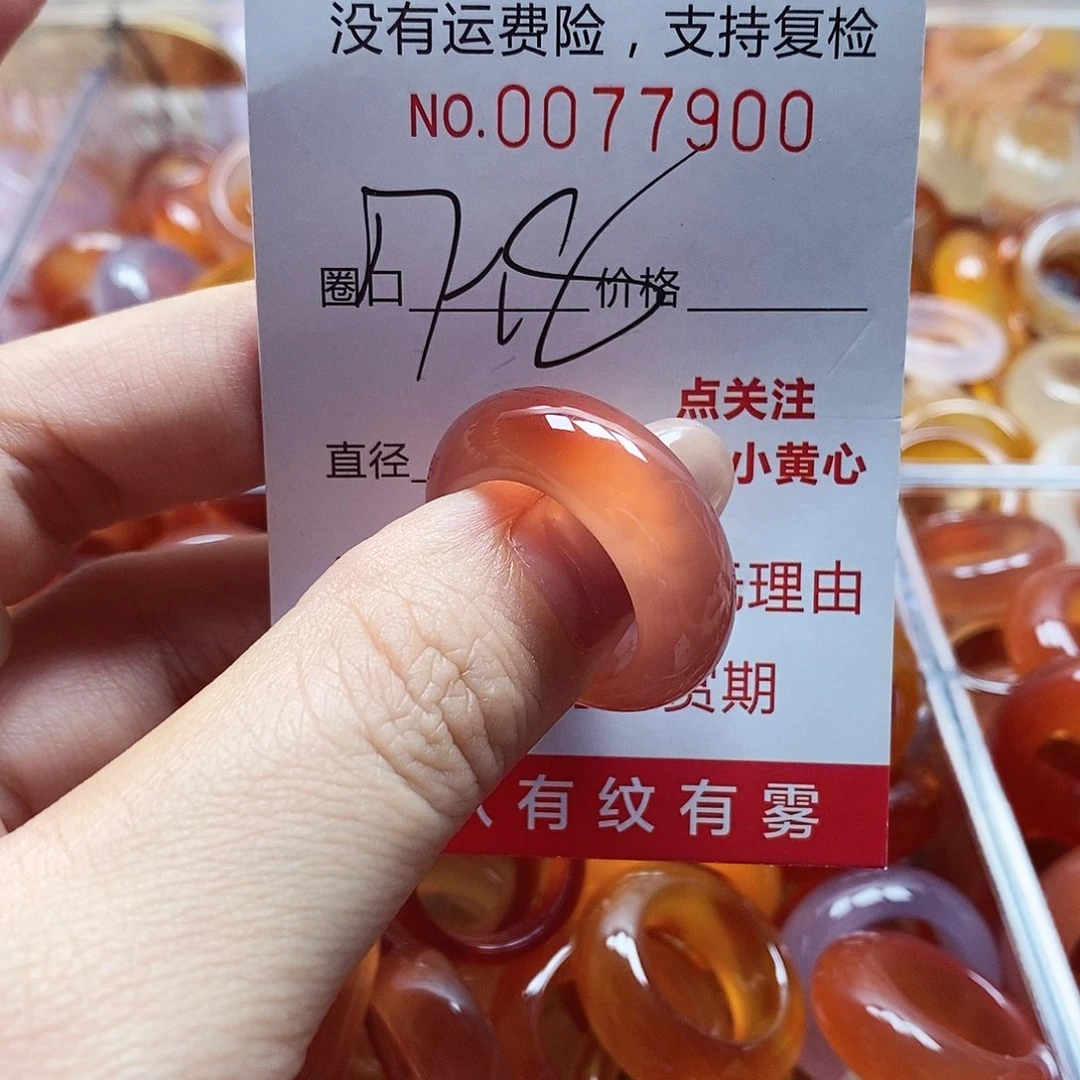 没有运费险，支持复检
NO.0077900
圈口 价格
点关注
直径 小黄心
理由
期
有纹有雾